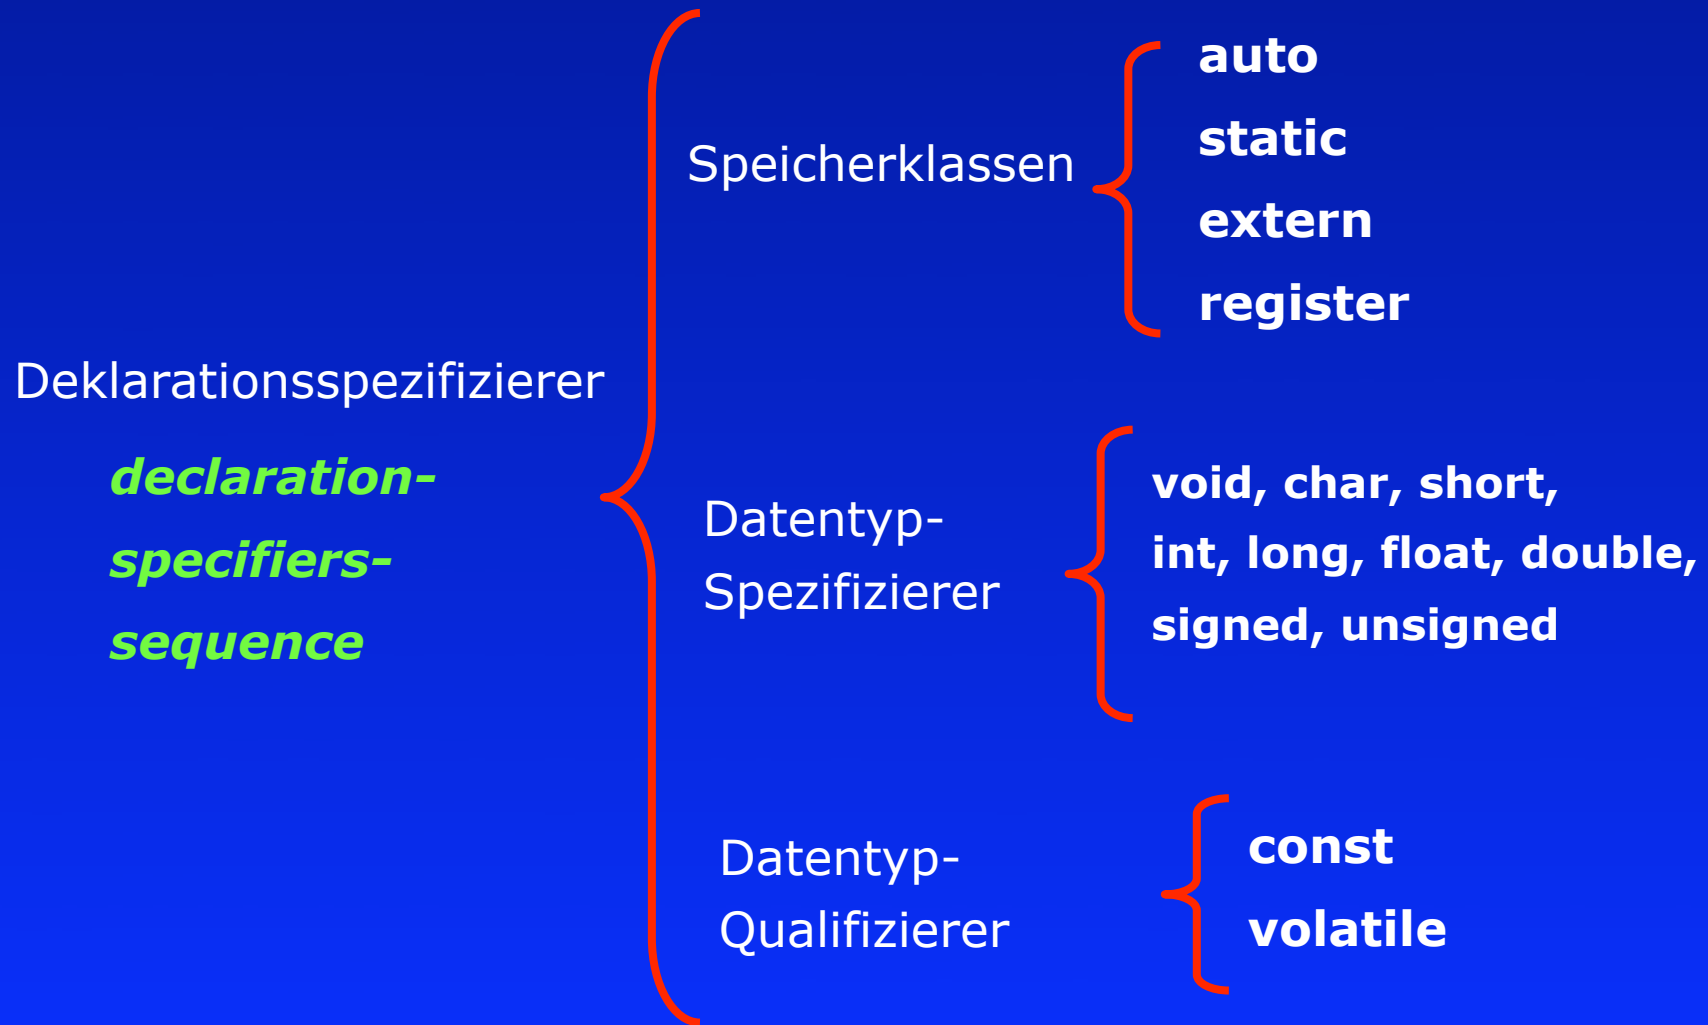 Deklarationsspezifizierer
declaration-
specifiers-
sequence
Speicherklassen
auto
static
extern
register
Datentyp-
Spezifizierer
void, char, short,
int, long, float, double,
signed, unsigned
Datentyp-
Qualifizierer
const
volatile